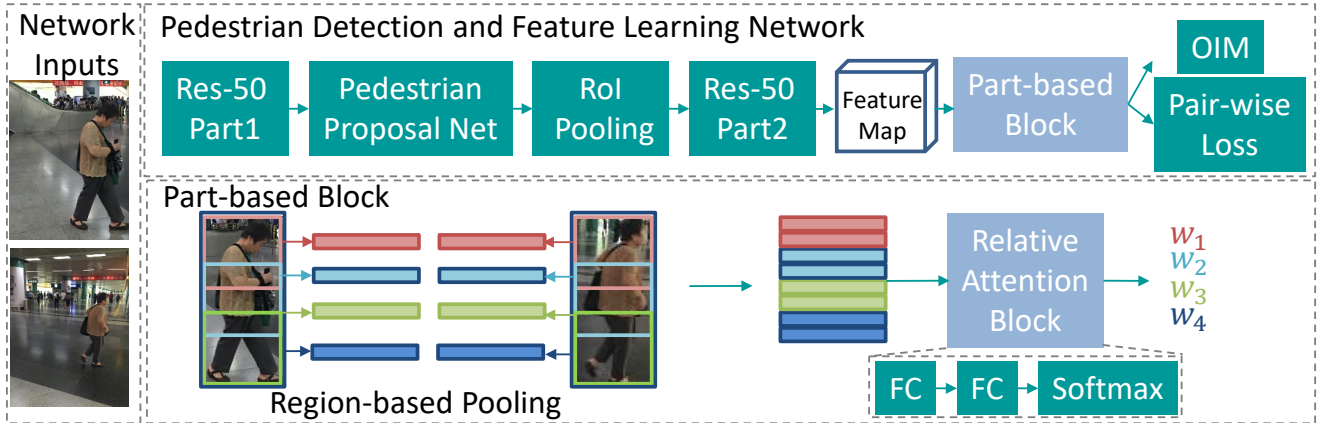 Network
Inputs
Pedestrian Detection and Feature Learning Network
Res-50
Part1
Pedestrian
Proposal Net
RoI
Pooling
Res-50
Part2
Feature
Map
Part-based
Block
OIM
Pair-wise
Loss
Part-based Block
Region-based Pooling
Relative
Attention
Block
w₁
w₂
w₃
w₄
FC
FC
Softmax